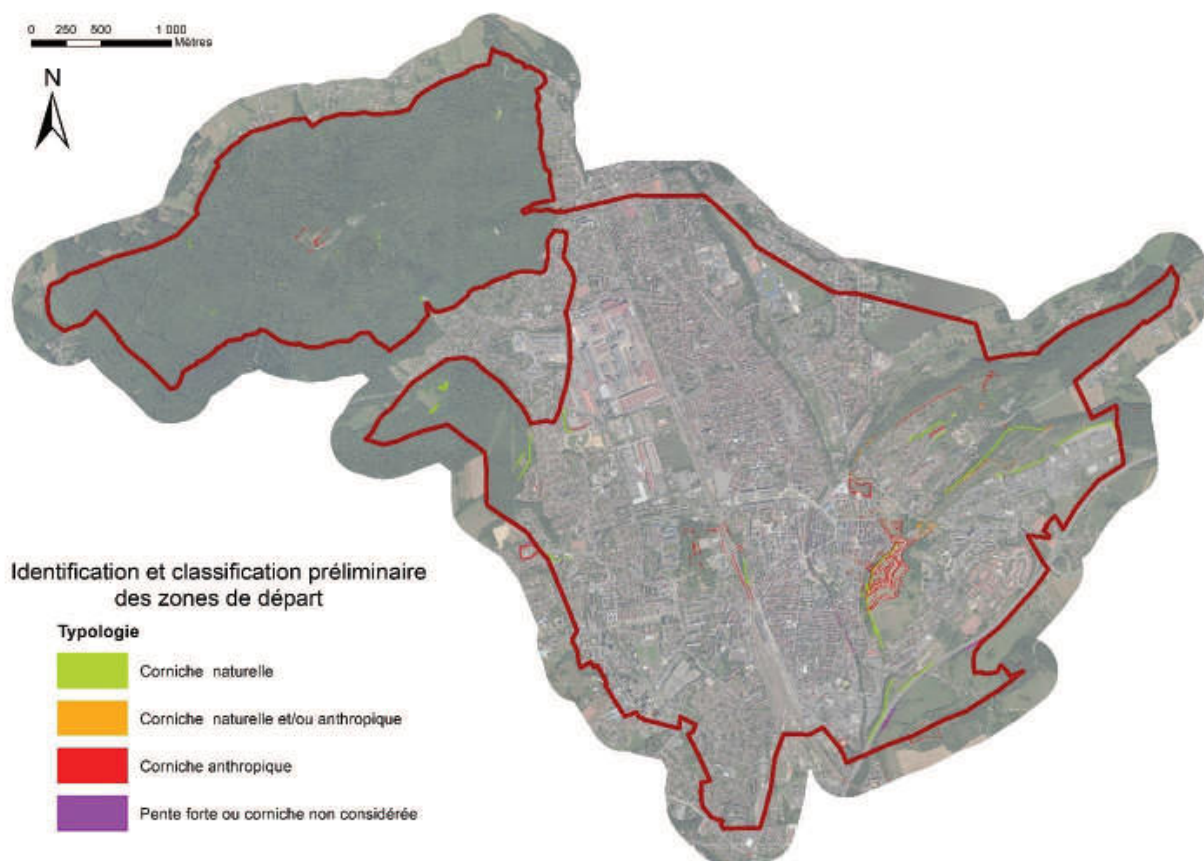 0 250 500 1 000
Mètres
N
Identification et classification préliminaire
des zones de départ
Typologie
Corniche naturelle
Corniche naturelle et/ou anthropique
Corniche anthropique
Pente forte ou corniche non considérée